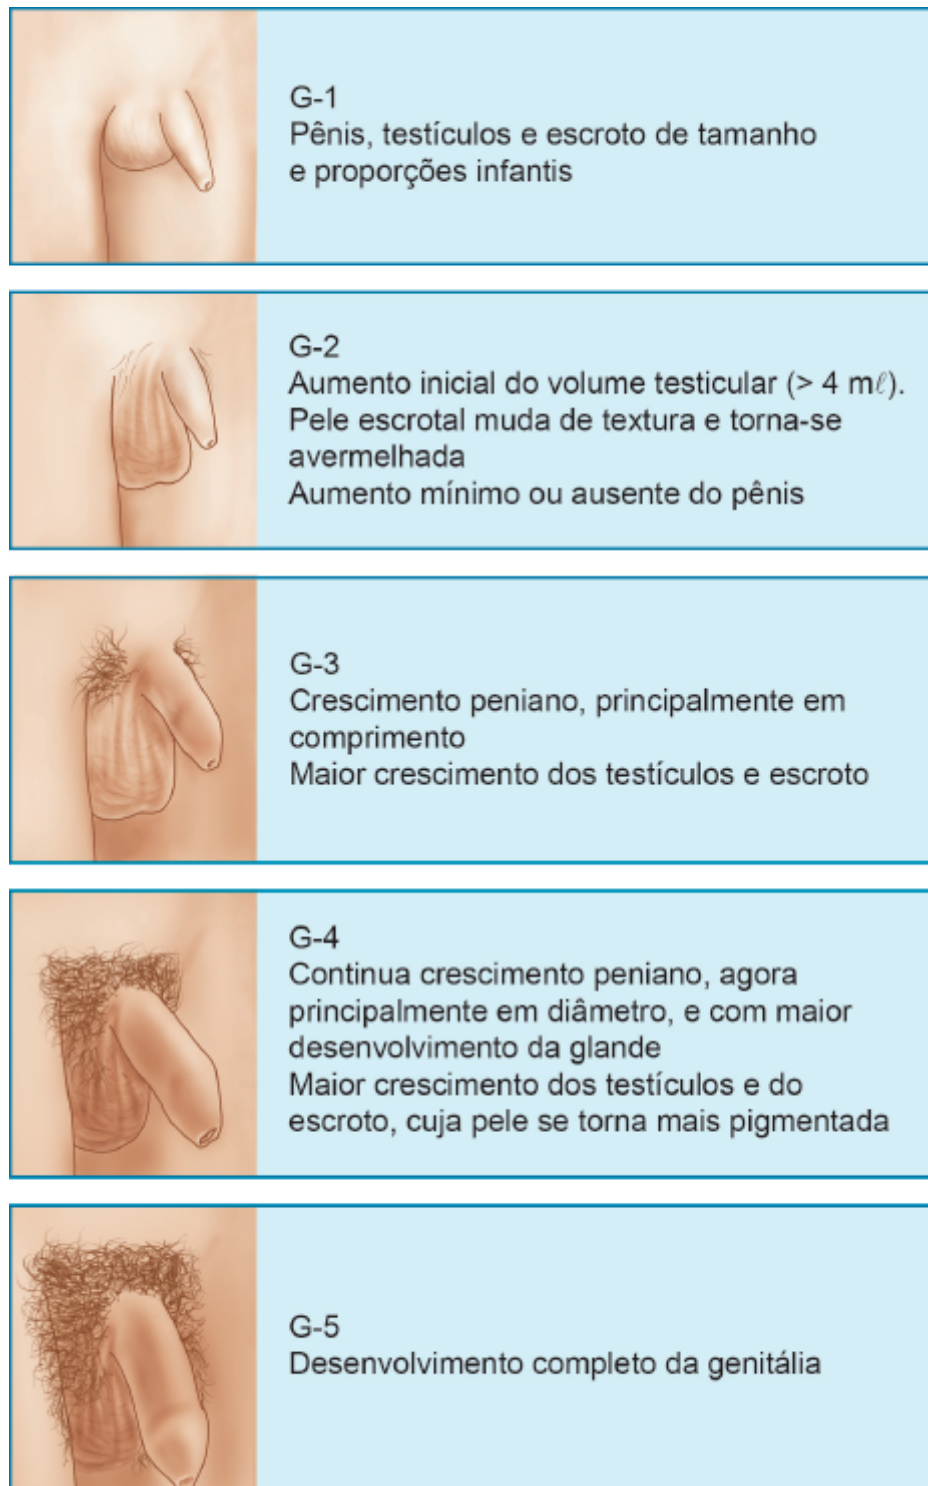 G-1
Pênis, testículos e escroto de tamanho
e proporções infantis
G-2
Aumento inicial do volume testicular (> 4 mℓ).
Pele escrotal muda de textura e torna-se
avermelhada
Aumento mínimo ou ausente do pênis
G-3
Crescimento peniano, principalmente em
comprimento
Maior crescimento dos testículos e escroto
G-4
Continua crescimento peniano, agora
principalmente em diâmetro, e com maior
desenvolvimento da glande
Maior crescimento dos testículos e do
escroto, cuja pele se torna mais pigmentada
G-5
Desenvolvimento completo da genitália